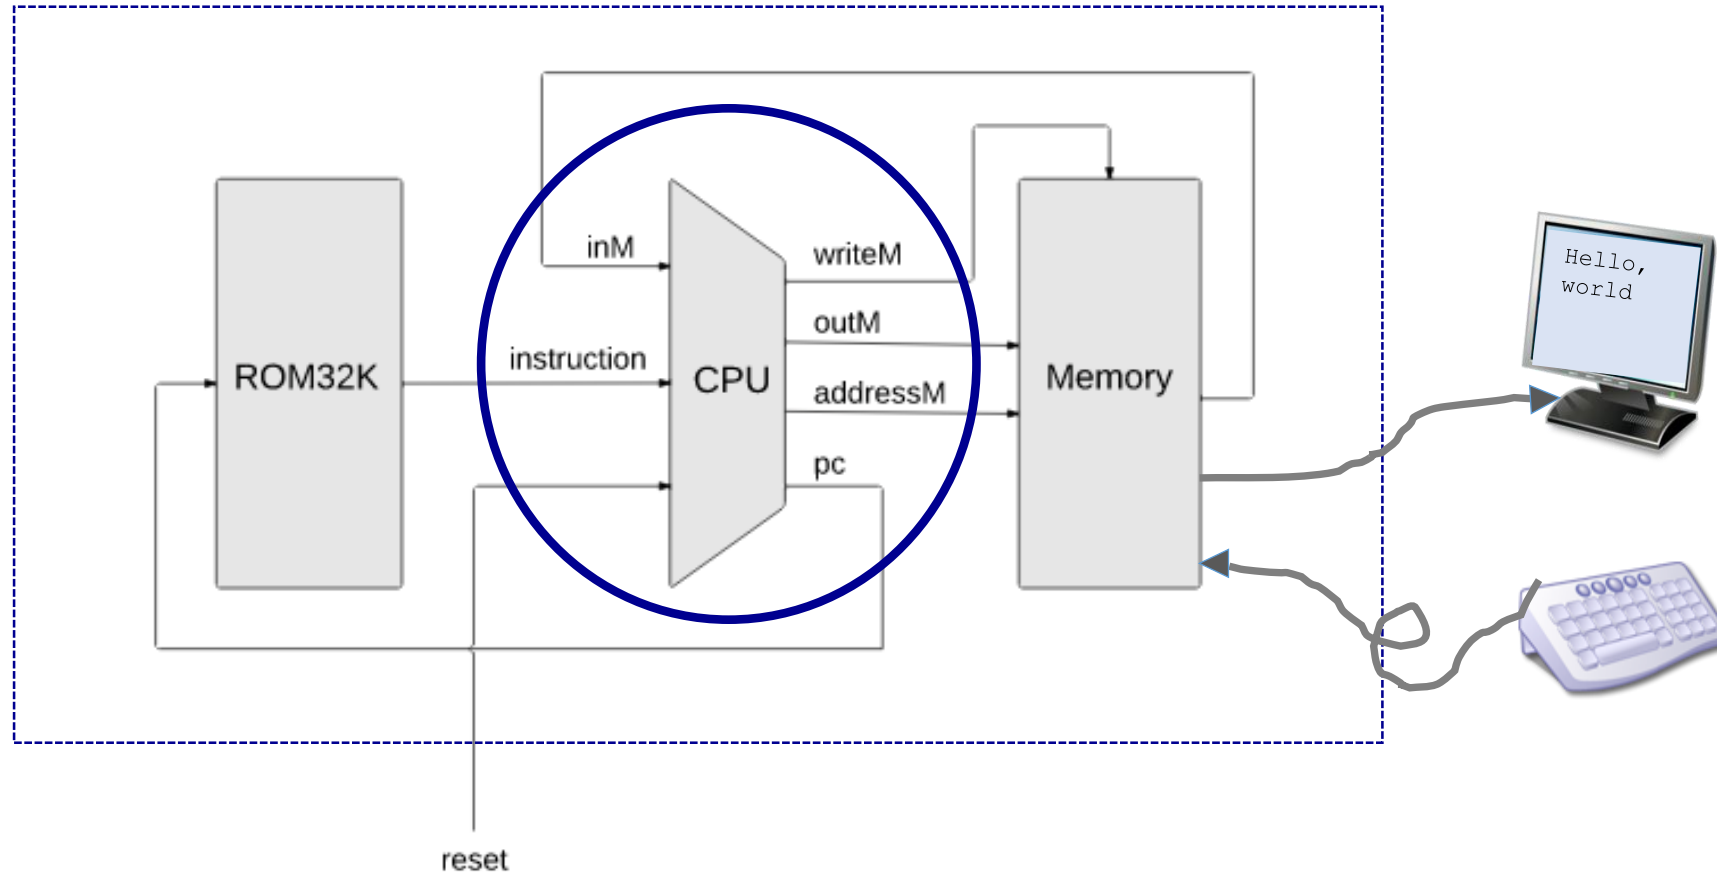 inM
writeM
Hello,
world
outM
instruction
ROM32K
CPU
Memory
addressM
pc
reset